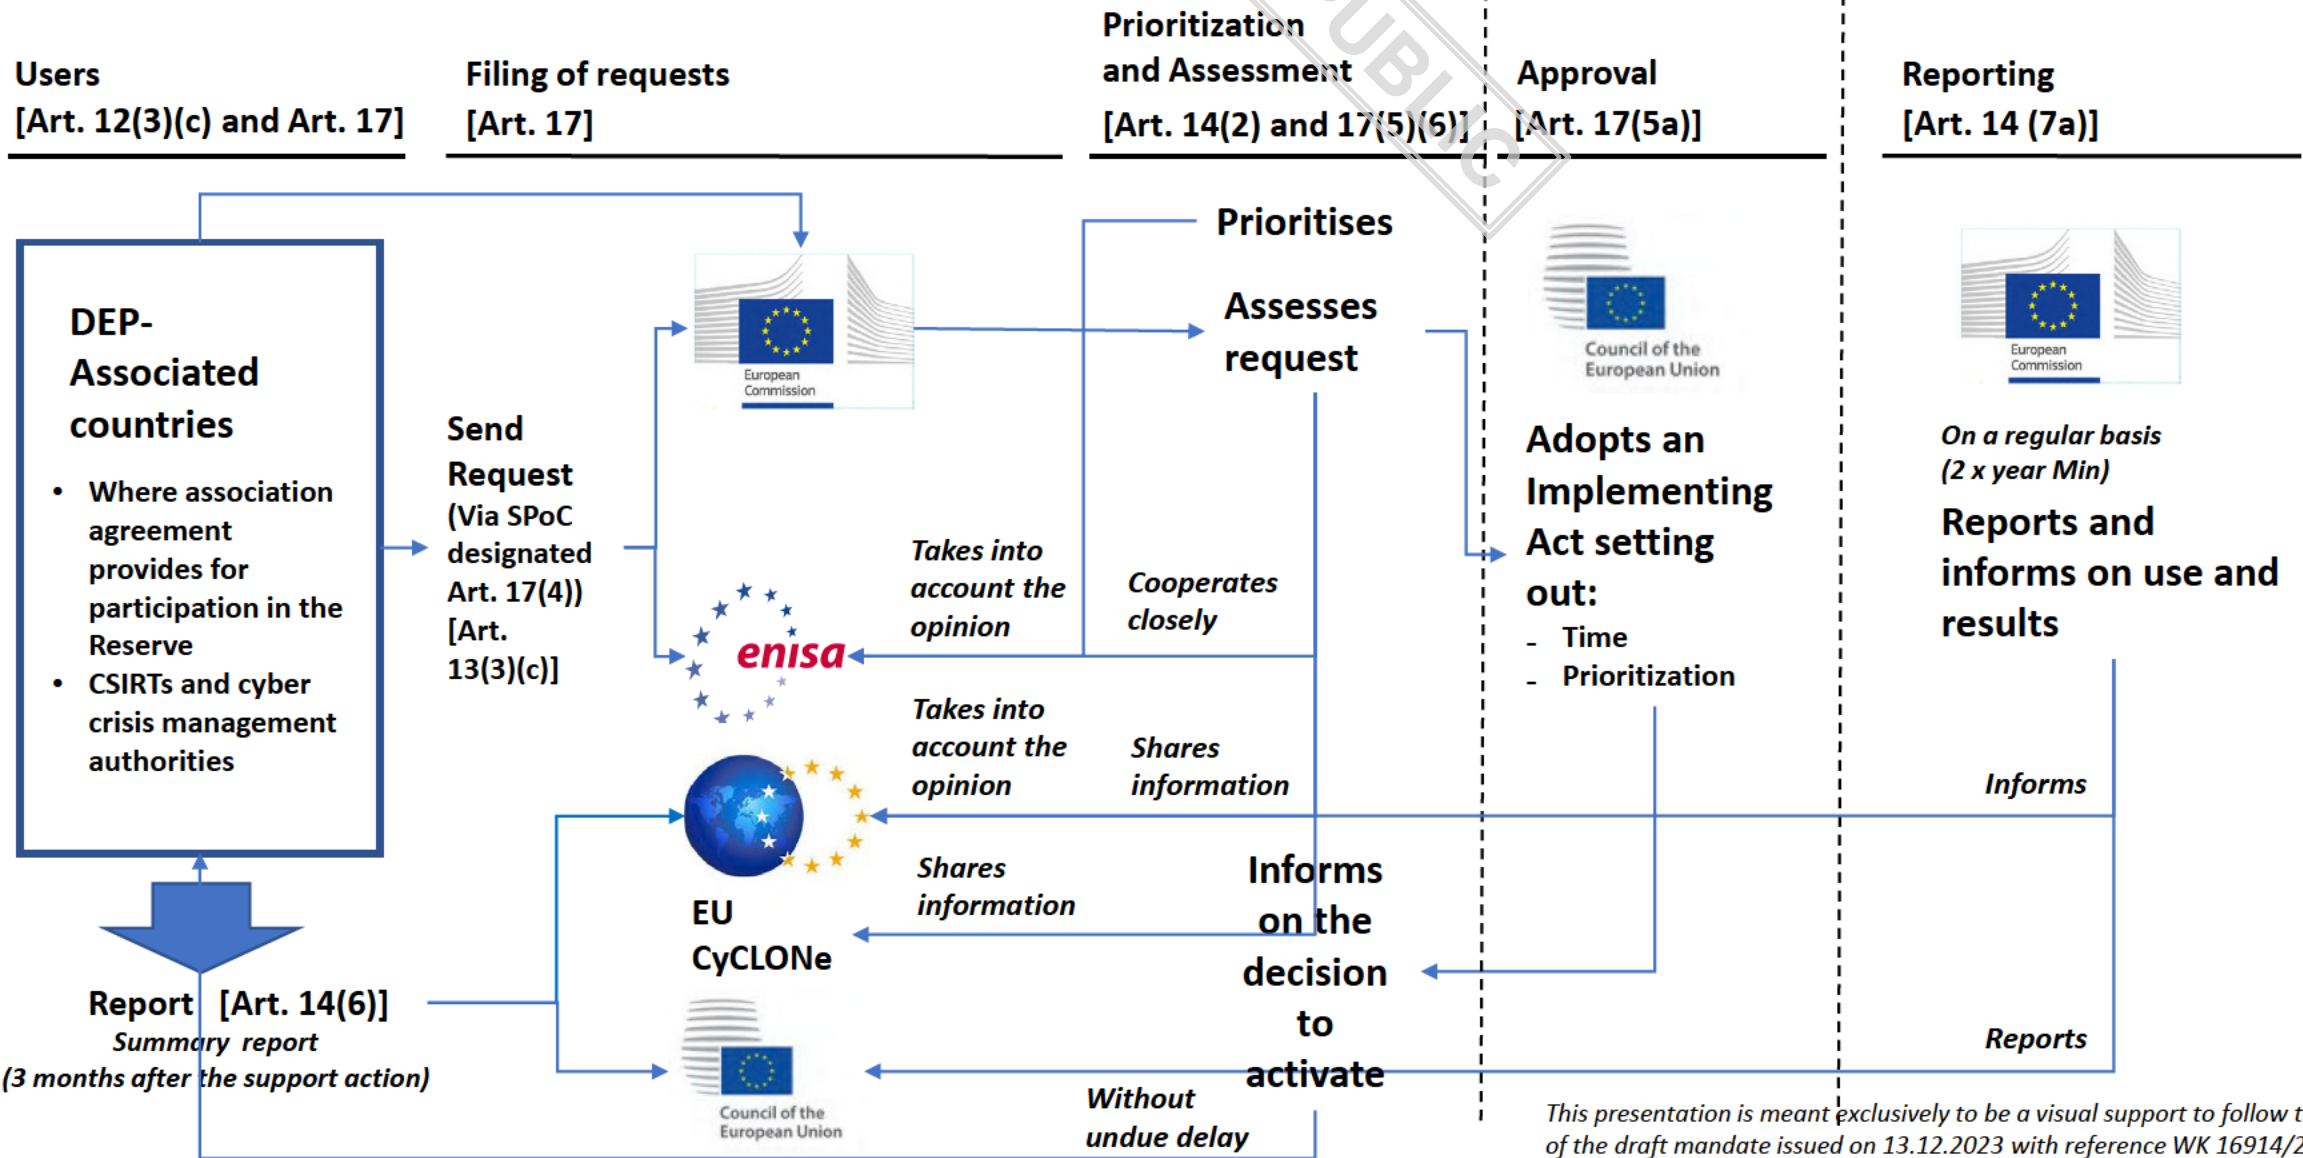 Users
[Art. 12(3)(c) and Art. 17]
Filing of requests
[Art. 17]
Prioritization
and Assessment
[Art. 14(2) and 17(5)(6)]
Approval
[Art. 17(5a)]
Reporting
[Art. 14 (7a)]
PUBLIC
DEP-
Associated
countries
• Where association
agreement
provides for
participation in the
Reserve
• CSIRTs and cyber
crisis management
authorities
Report [Art. 14(6)]
Summary report
(3 months after the support action)
Send
Request
(Via SPoC
designated
Art. 17(4))
[Art.
13(3)(c)]
European
Commission
enisa
EU
CyCLONe
Council of the
European Union
Takes into
account the
opinion
Takes into
account the
opinion
Shares
information
Prioritises
Assesses
request
Cooperates
closely
Shares
information
Informs
on the
decision
to
activate
Without
undue delay
Council of the
European Union
Adopts an
Implementing
Act setting
out:
- Time
- Prioritization
European
Commission
On a regular basis
(2 x year Min)
Reports and
informs on use and
results
Informs
Reports
This presentation is meant exclusively to be a visual support to follow t
of the draft mandate issued on 13.12.2023 with reference WK 16914/2